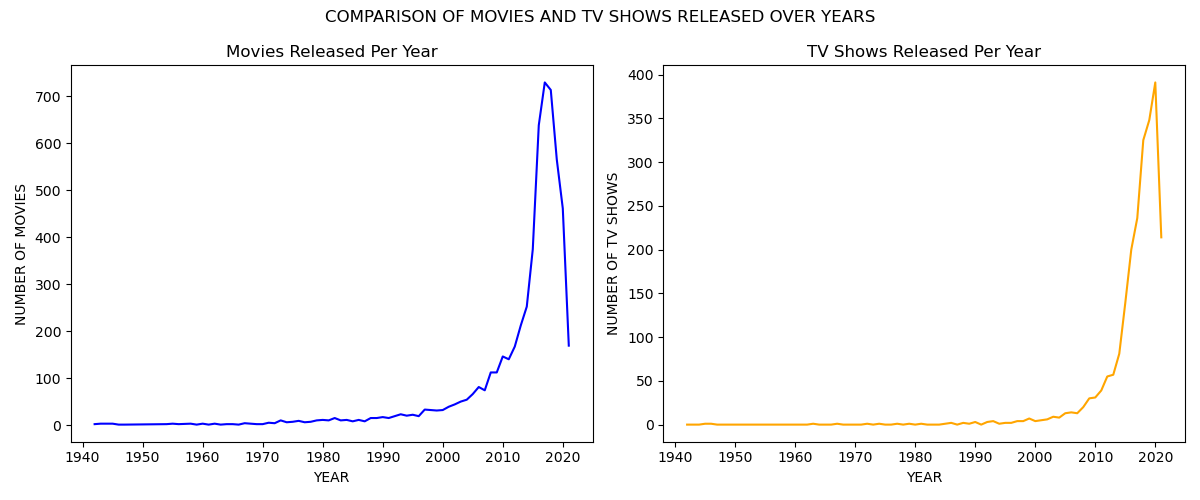 COMPARISON OF MOVIES AND TV SHOWS RELEASED OVER YEARS
Movies Released Per Year
NUMBER OF MOVIES
700
600
500
400
300
200
100
0
1940 1950 1960 1970 1980 1990 2000 2010 2020
YEAR
TV Shows Released Per Year
NUMBER OF TV SHOWS
400
350
300
250
200
150
100
50
0
1940 1950 1960 1970 1980 1990 2000 2010 2020
YEAR